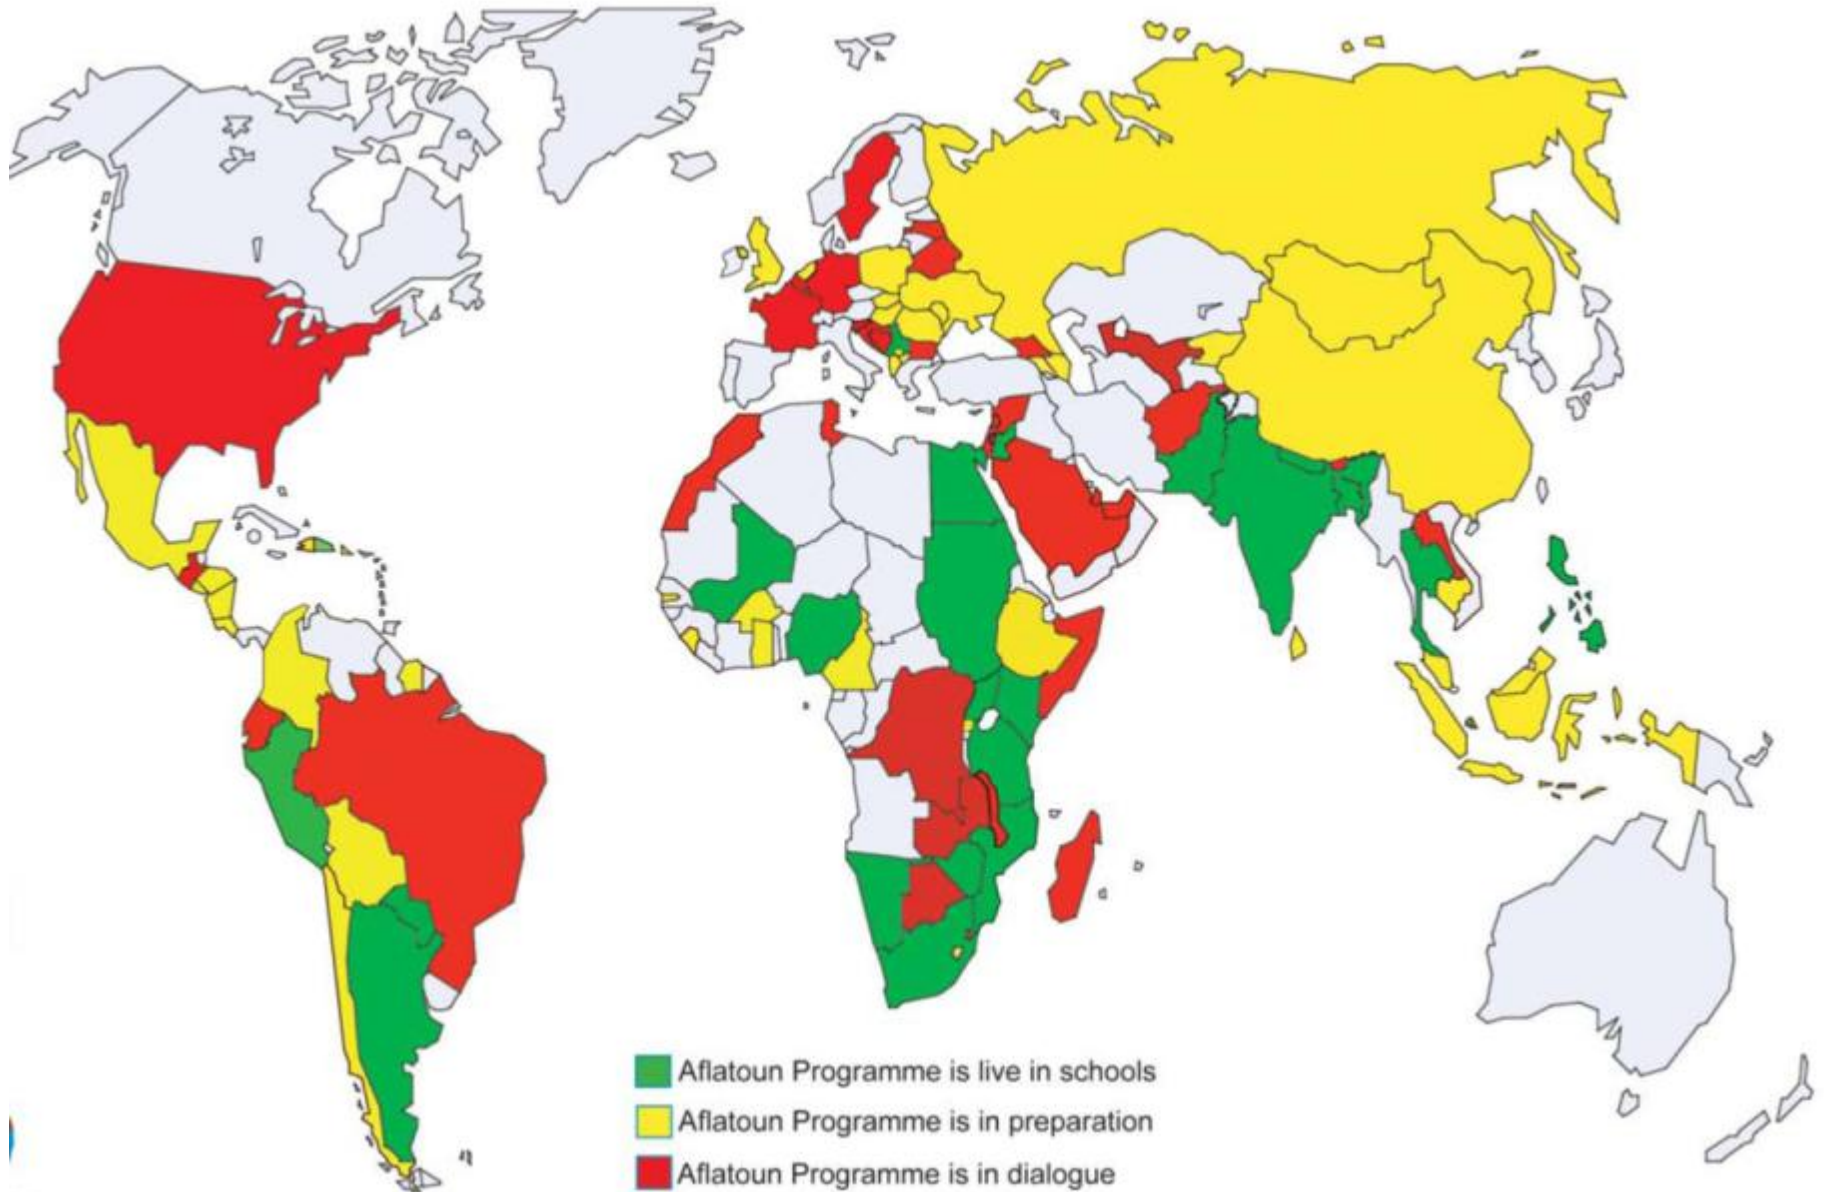 Aflatoun Programme is live in schools
Aflatoun Programme is in preparation
Aflatoun Programme is in dialogue